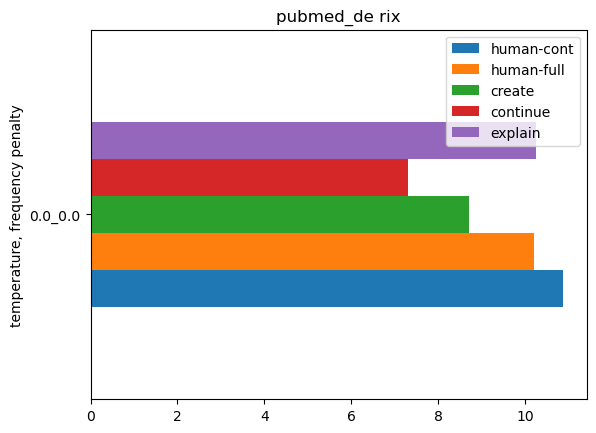 pubmed_de rix
human-cont
human-full
create
continue
explain
temperature, frequency penalty
0.0_0.0
0 2 4 6 8 10